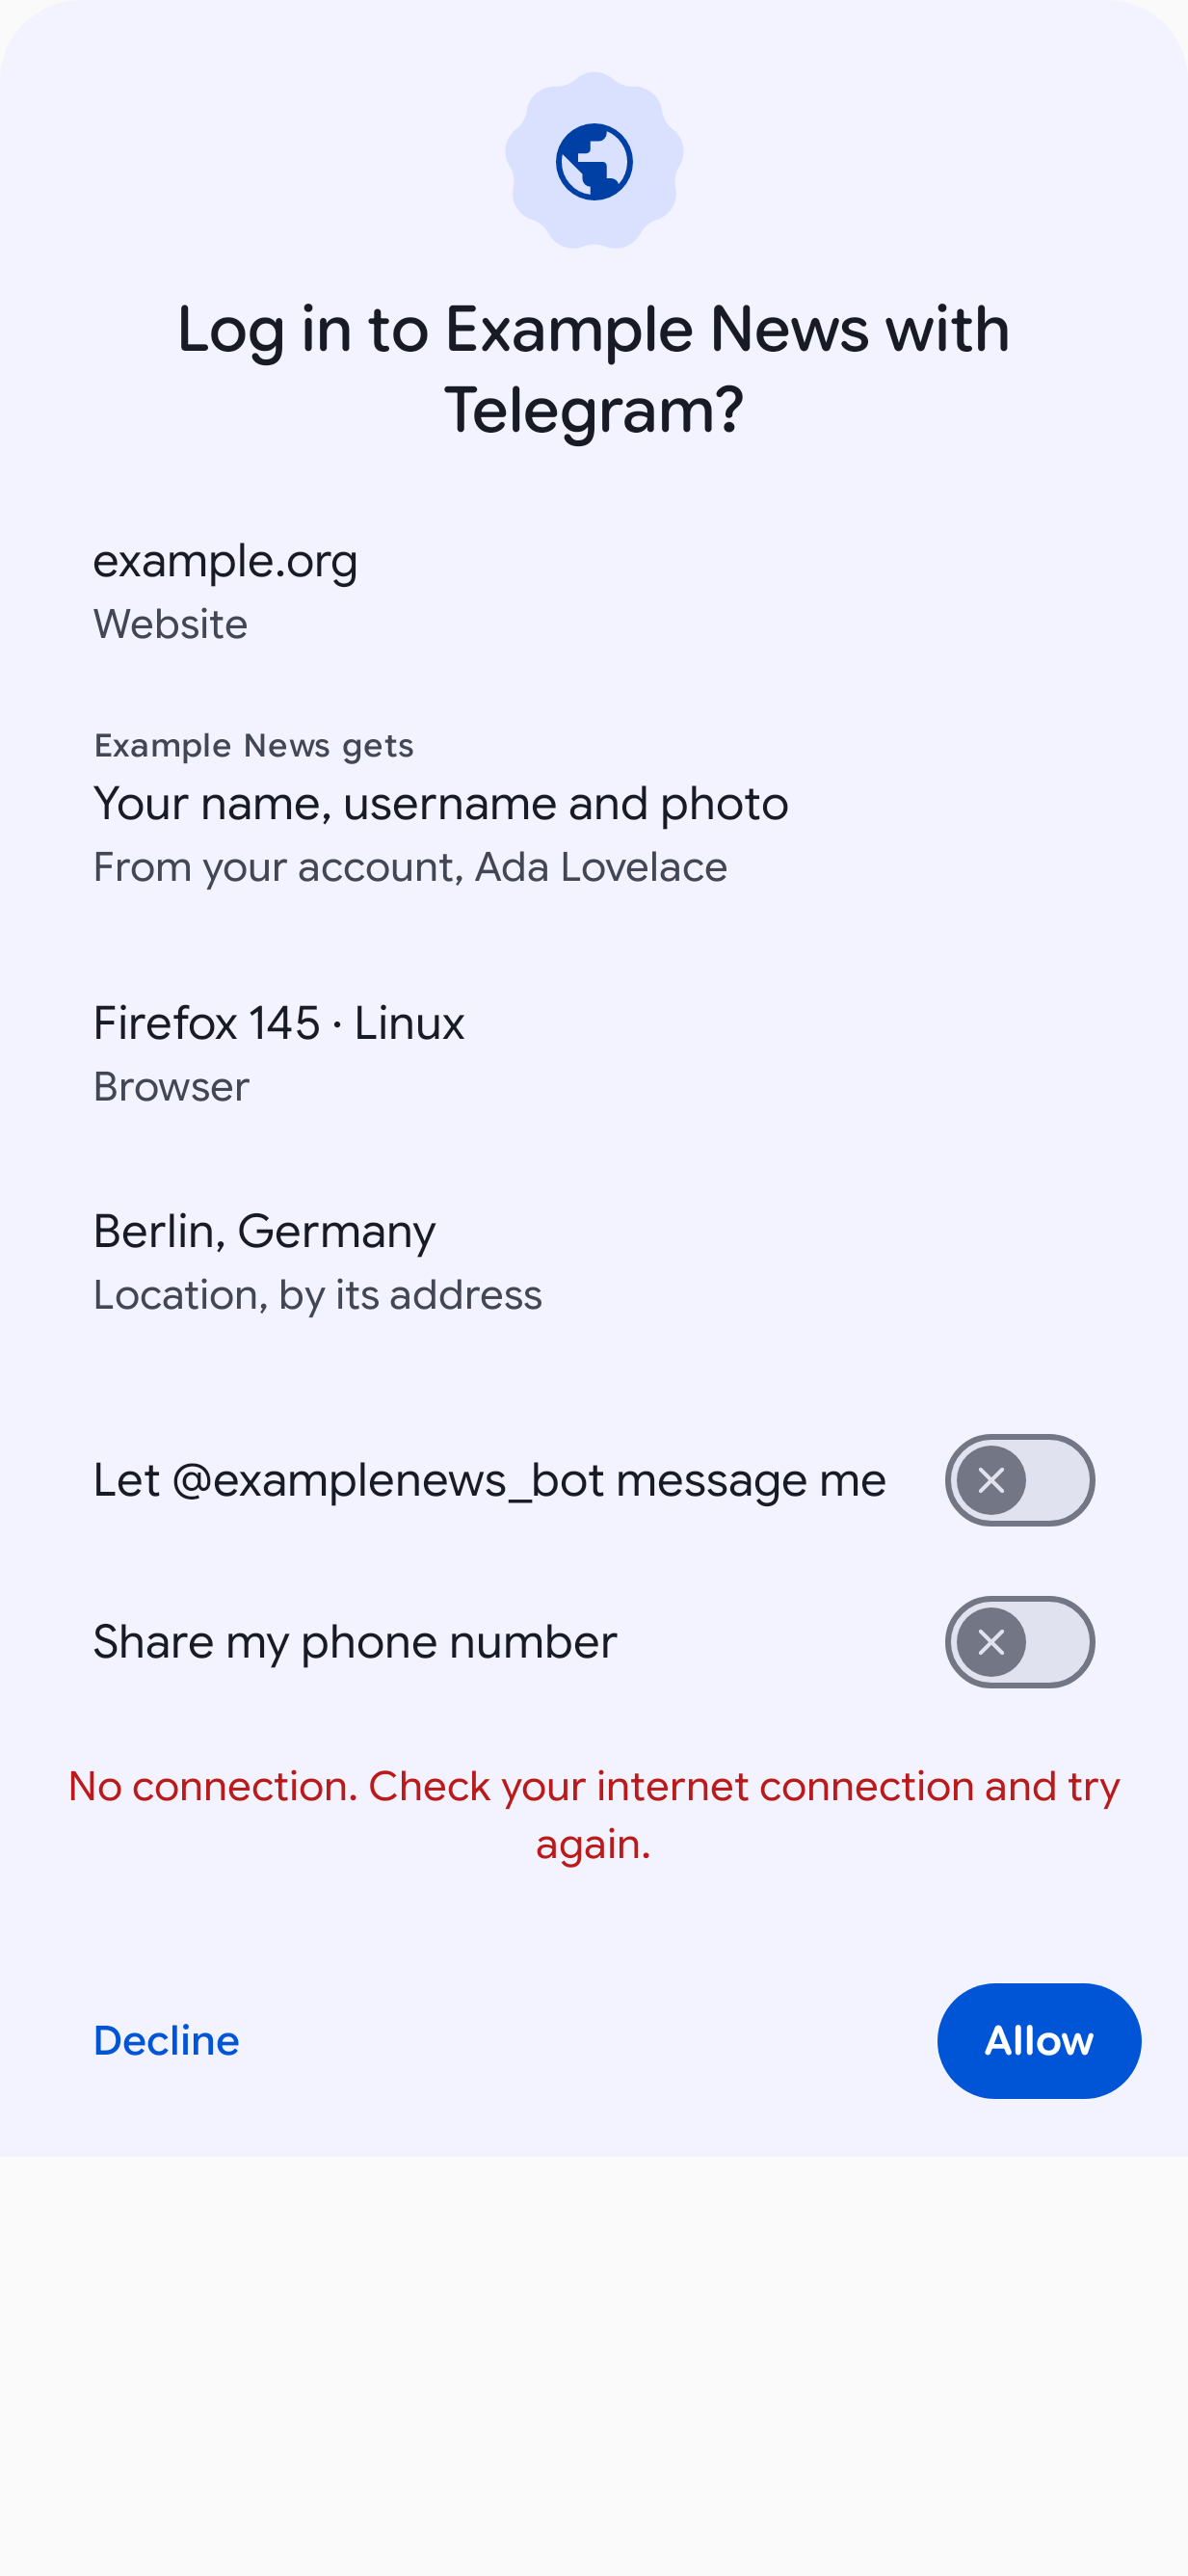 Log in to Example News with
Telegram?
example.org
Website
Example News gets
Your name, username and photo
From your account, Ada Lovelace
Firefox 145 · Linux
Browser
Berlin, Germany
Location, by its address
Let @examplenews_bot message me
Share my phone number
No connection. Check your internet connection and try
again.
Decline
Allow